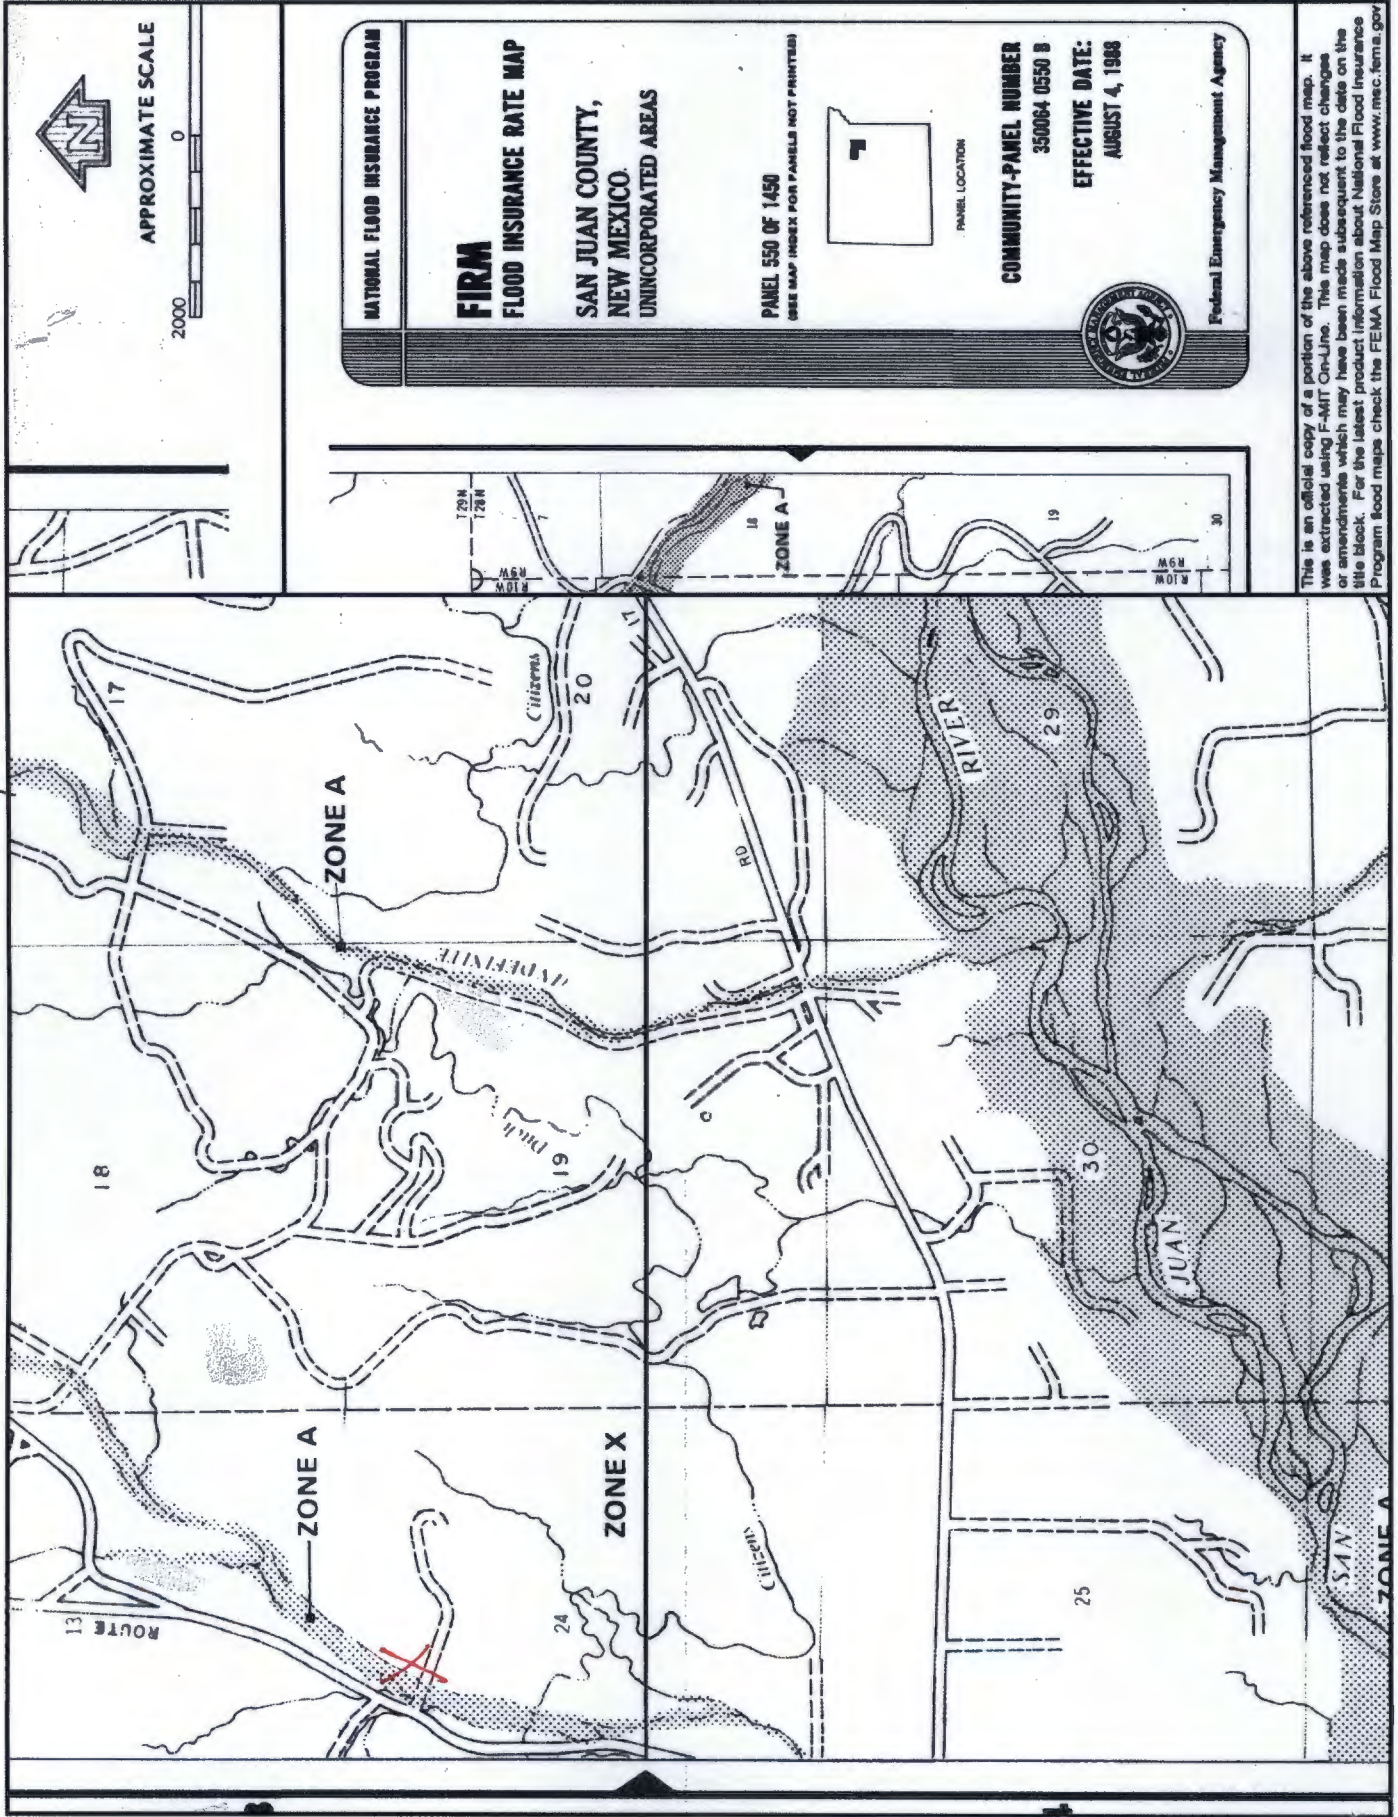 APPROXIMATE SCALE
2000 0
N
NATIONAL FLOOD INSURANCE PROGRAM
FIRM
FLOOD INSURANCE RATE MAP
SAN JUAN COUNTY,
NEW MEXICO
UNINCORPORATED AREAS
PANEL 550 OF 1450
(SEE MAP INDEX FOR PANELS NOT PRINTED)
PANEL LOCATION
COMMUNITY-PANEL NUMBER
350064 0550 B
EFFECTIVE DATE:
AUGUST 4, 1988
Federal Emergency Management Agency
This is an official copy of a portion of the above referenced flood map. It
was extracted using F-MIT On-Line. This map does not reflect changes
or amendments which may have been made subsequent to the date on the
title block. For the latest product information about National Flood Insurance
Program flood maps check the FEMA Flood Map Store at www.msc.fema.gov
T29N
T28N
R10W
R9W
7
18
ZONE A
19
R10W
R9W
30
17
Citizens
20
ZONE A
RD
RIVER
29
INDEFINITE
18
Ditch
19
30
JUAN
ZONE A
ZONE X
Citizens
13
ROUTE
24
25
SAN
ZONE A